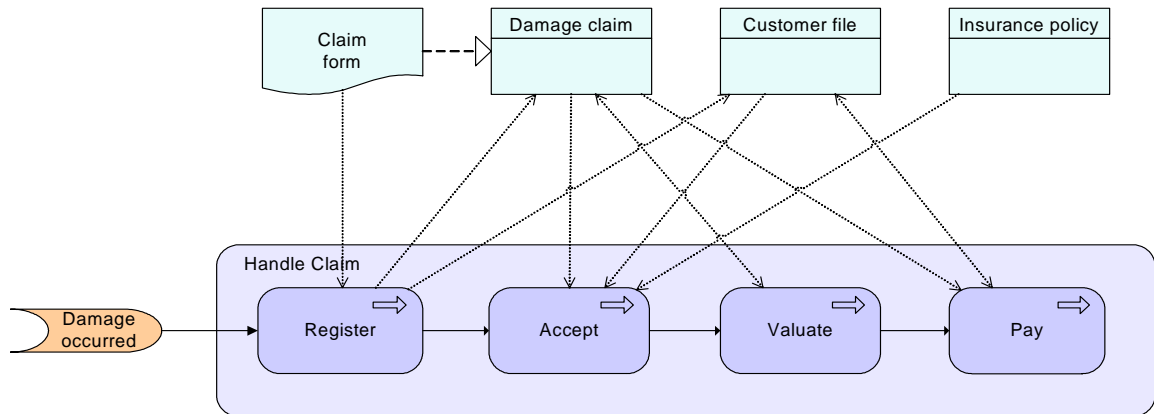 Claim
form
Damage claim
Customer file
Insurance policy
Handle Claim
Damage
occurred
Register
Accept
Valuate
Pay